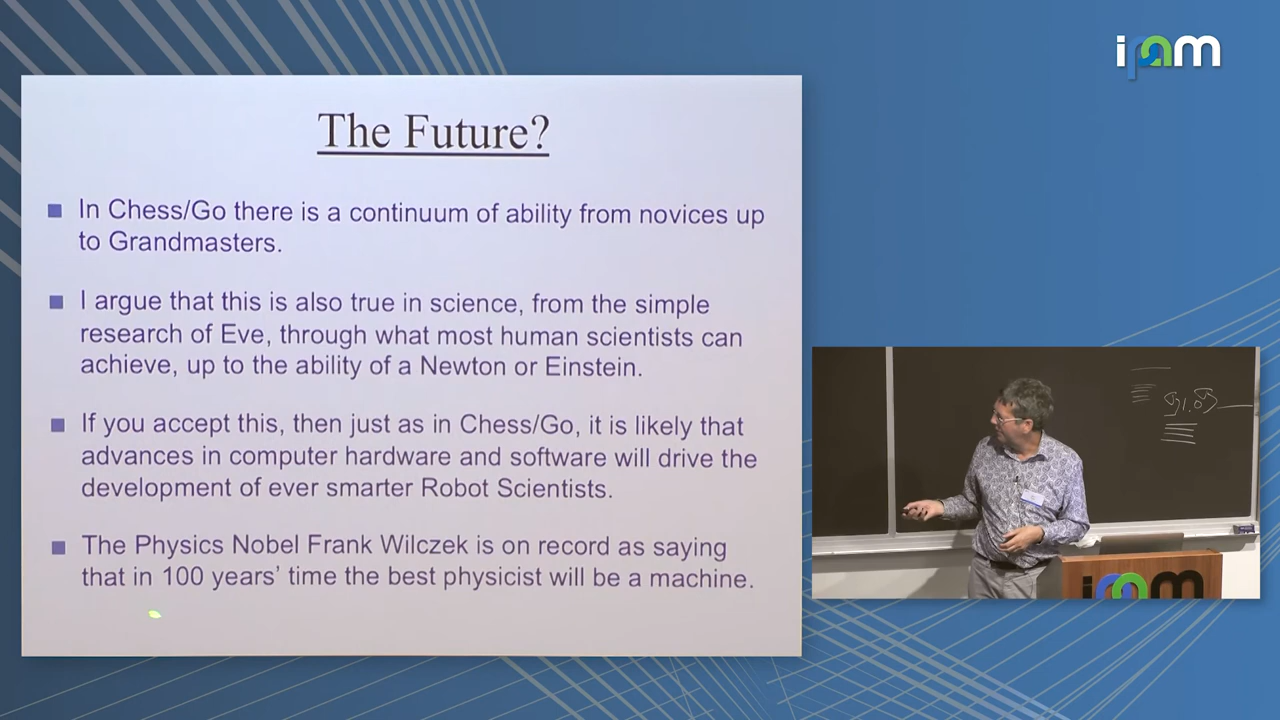 ipam
The Future?
In Chess/Go there is a continuum of ability from novices up
to Grandmasters.
I argue that this is also true in science, from the simple
research of Eve, through what most human scientists can
achieve, up to the ability of a Newton or Einstein.
If you accept this, then just as in Chess/Go, it is likely that
advances in computer hardware and software will drive the
development of ever smarter Robot Scientists.
The Physics Nobel Frank Wilczek is on record as saying
that in 100 years’ time the best physicist will be a machine.
ipam